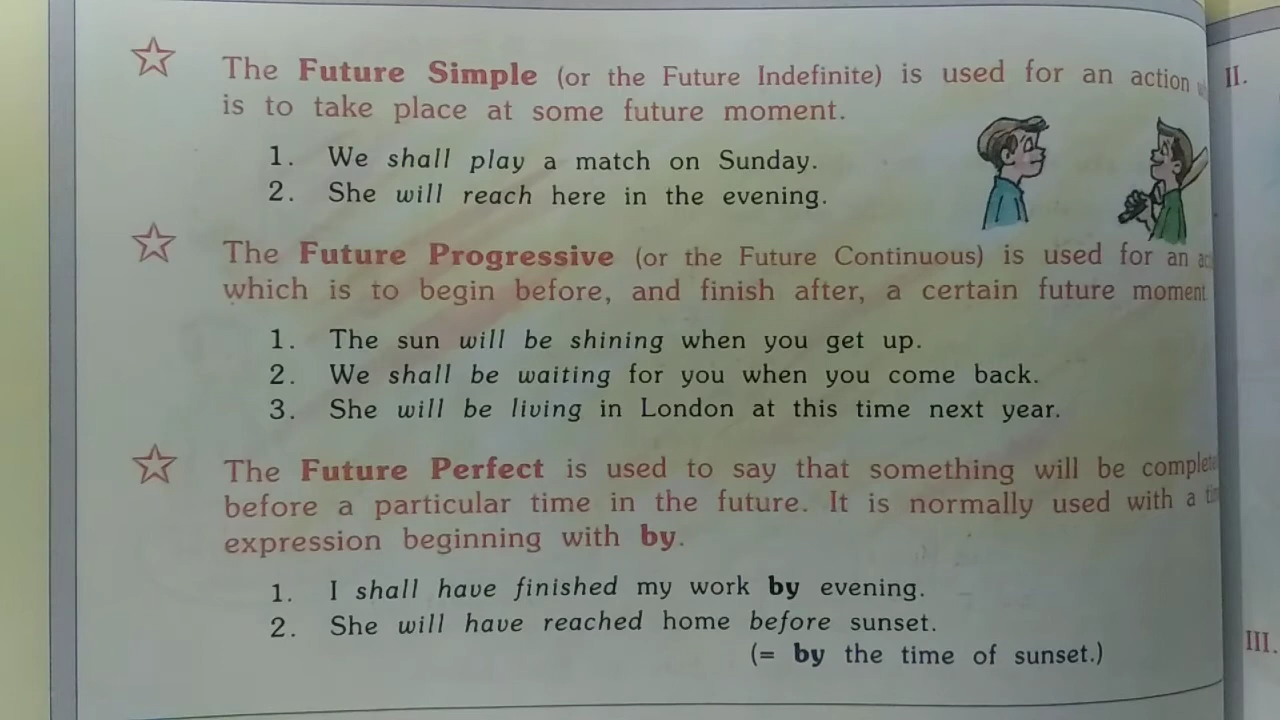 The Future Simple (or the Future Indefinite) is used for an action
is to take place at some future moment.
1. We shall play a match on Sunday.
2. She will reach here in the evening.
The Future Progressive (or the Future Continuous) is used for an
which is to begin before, and finish after, a certain future moment
1. The sun will be shining when you get up.
2. We shall be waiting for you when you come back.
3. She will be living in London at this time next year.
The Future Perfect is used to say that something will be
before a particular time in the future. It is normally used with a
expression beginning with by.
1. I shall have finished my work by evening.
2. She will have reached home before sunset.
(= by the time of sunset.)
II.
III.